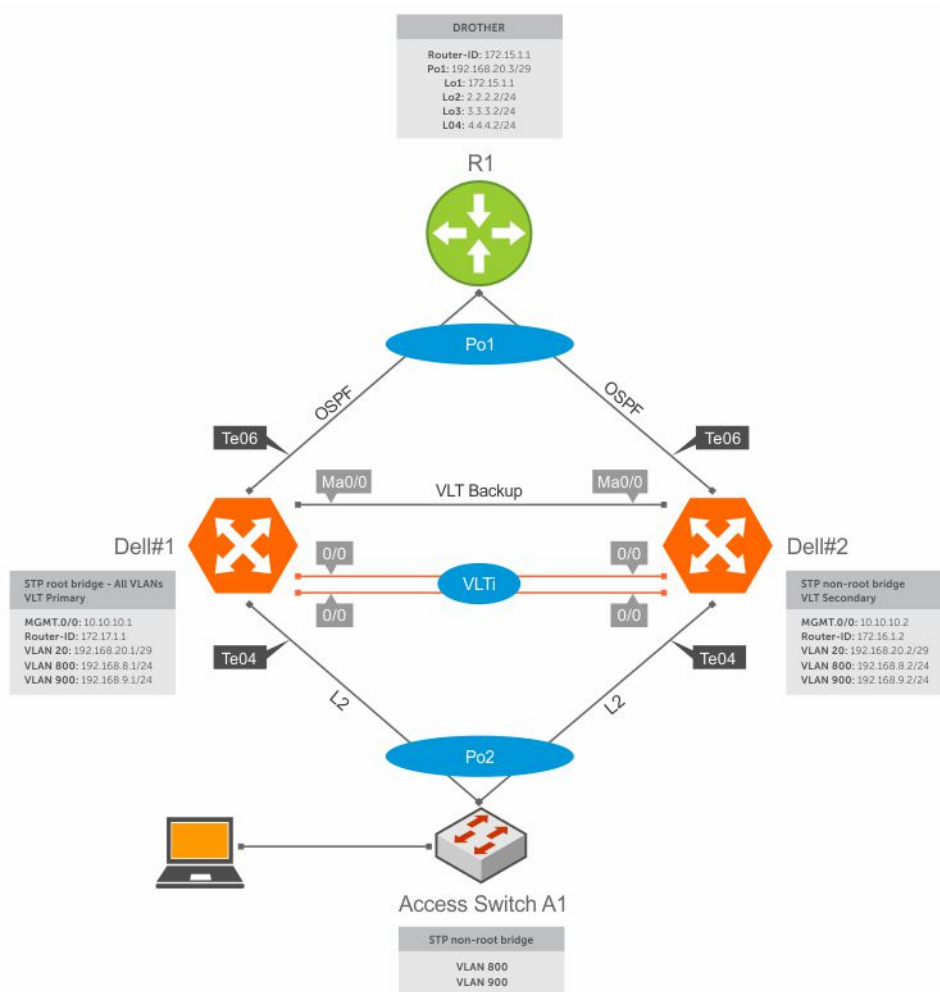 DROTHER
Router-ID: 172.15.1.1
Po1: 192.168.20.3/29
Lo1: 172.15.1.1
Lo2: 2.2.2.2/24
Lo3: 3.3.3.2/24
L04: 4.4.4.2/24
R1
Po1
OSPF
OSPF
Te06
Te06
Ma0/0
VLT Backup
Ma0/0
Dell#1
Dell#2
0/0
0/0
VLTi
0/0
0/0
STP root bridge - All VLANs
VLT Primary
MGMT.0/0: 10.10.10.1
Router-ID: 172.17.1.1
VLAN 20: 192.168.20.1/29
VLAN 800: 192.168.8.1/24
VLAN 900: 192.168.9.1/24
STP non-root bridge
VLT Secondary
MGMT.0/0: 10.10.10.2
Router-ID: 172.16.1.2
VLAN 20: 192.168.20.2/29
VLAN 800: 192.168.8.2/24
VLAN 900: 192.168.9.2/24
Te04
Te04
L2
L2
Po2
Access Switch A1
STP non-root bridge
VLAN 800
VLAN 900